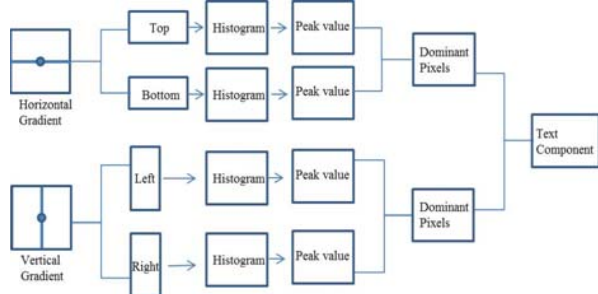 Top
Histogram
Peak value
Bottom
Histogram
Peak value
Horizontal
Gradient
Dominant
Pixels
Left
Histogram
Peak value
Right
Histogram
Peak value
Vertical
Gradient
Dominant
Pixels
Text
Component